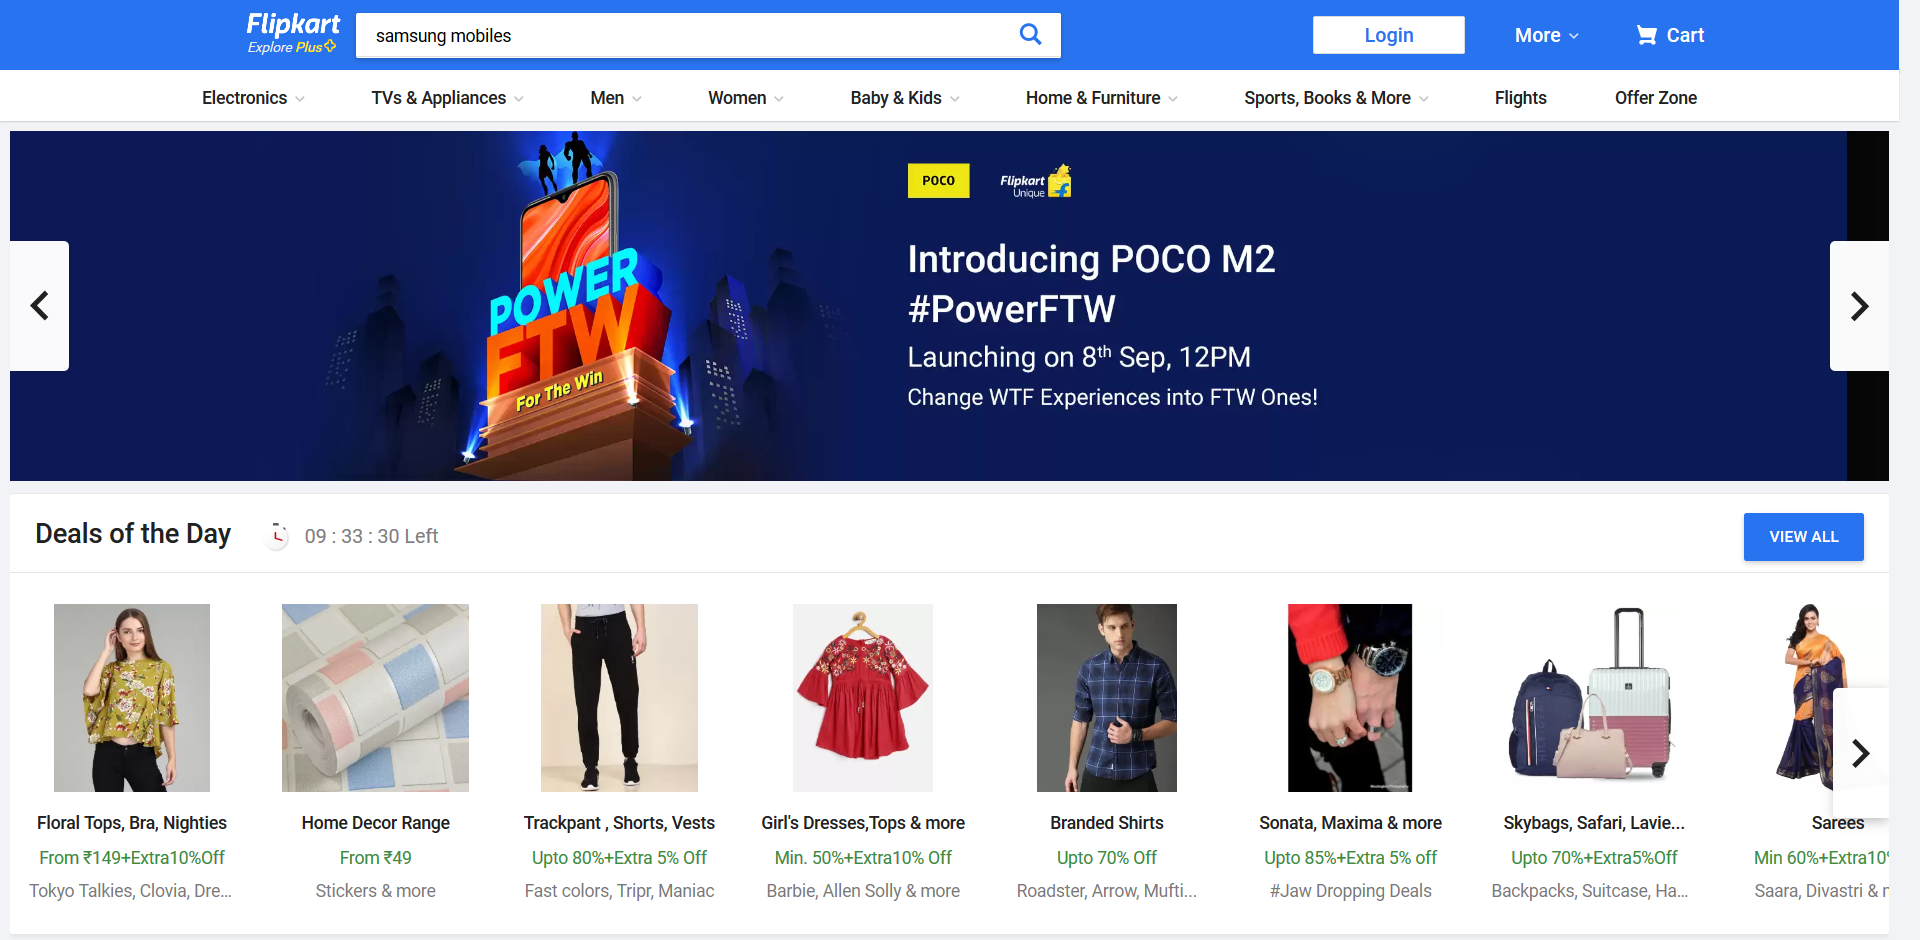 Flipkart
Explore Plus
samsung mobiles
Login
More
Cart
Electronics
TVs & Appliances
Men
Women
Baby & Kids
Home & Furniture
Sports, Books & More
Flights
Offer Zone
POWER
FTW
For The Win
POCO
Flipkart
Unique
Introducing POCO M2
#PowerFTW
Launching on 8th Sep, 12PM
Change WTF Experiences into FTW Ones!
Deals of the Day
09 : 33 : 30 Left
VIEW ALL
Floral Tops, Bra, Nighties
From ₹149+Extra10%Off
Tokyo Talkies, Clovia, Dre...
Home Decor Range
From ₹49
Stickers & more
Trackpant , Shorts, Vests
Upto 80%+Extra 5% Off
Fast colors, Tripr, Maniac
Girl's Dresses,Tops & more
Min. 50%+Extra10% Off
Barbie, Allen Solly & more
Branded Shirts
Upto 70% Off
Roadster, Arrow, Mufti...
Sonata, Maxima & more
Upto 85%+Extra 5% off
#Jaw Dropping Deals
Skybags, Safari, Lavie...
Upto 70%+Extra5%Off
Backpacks, Suitcase, Ha...
Sarees
Min 60%+Extra10%
Saara, Divastri &